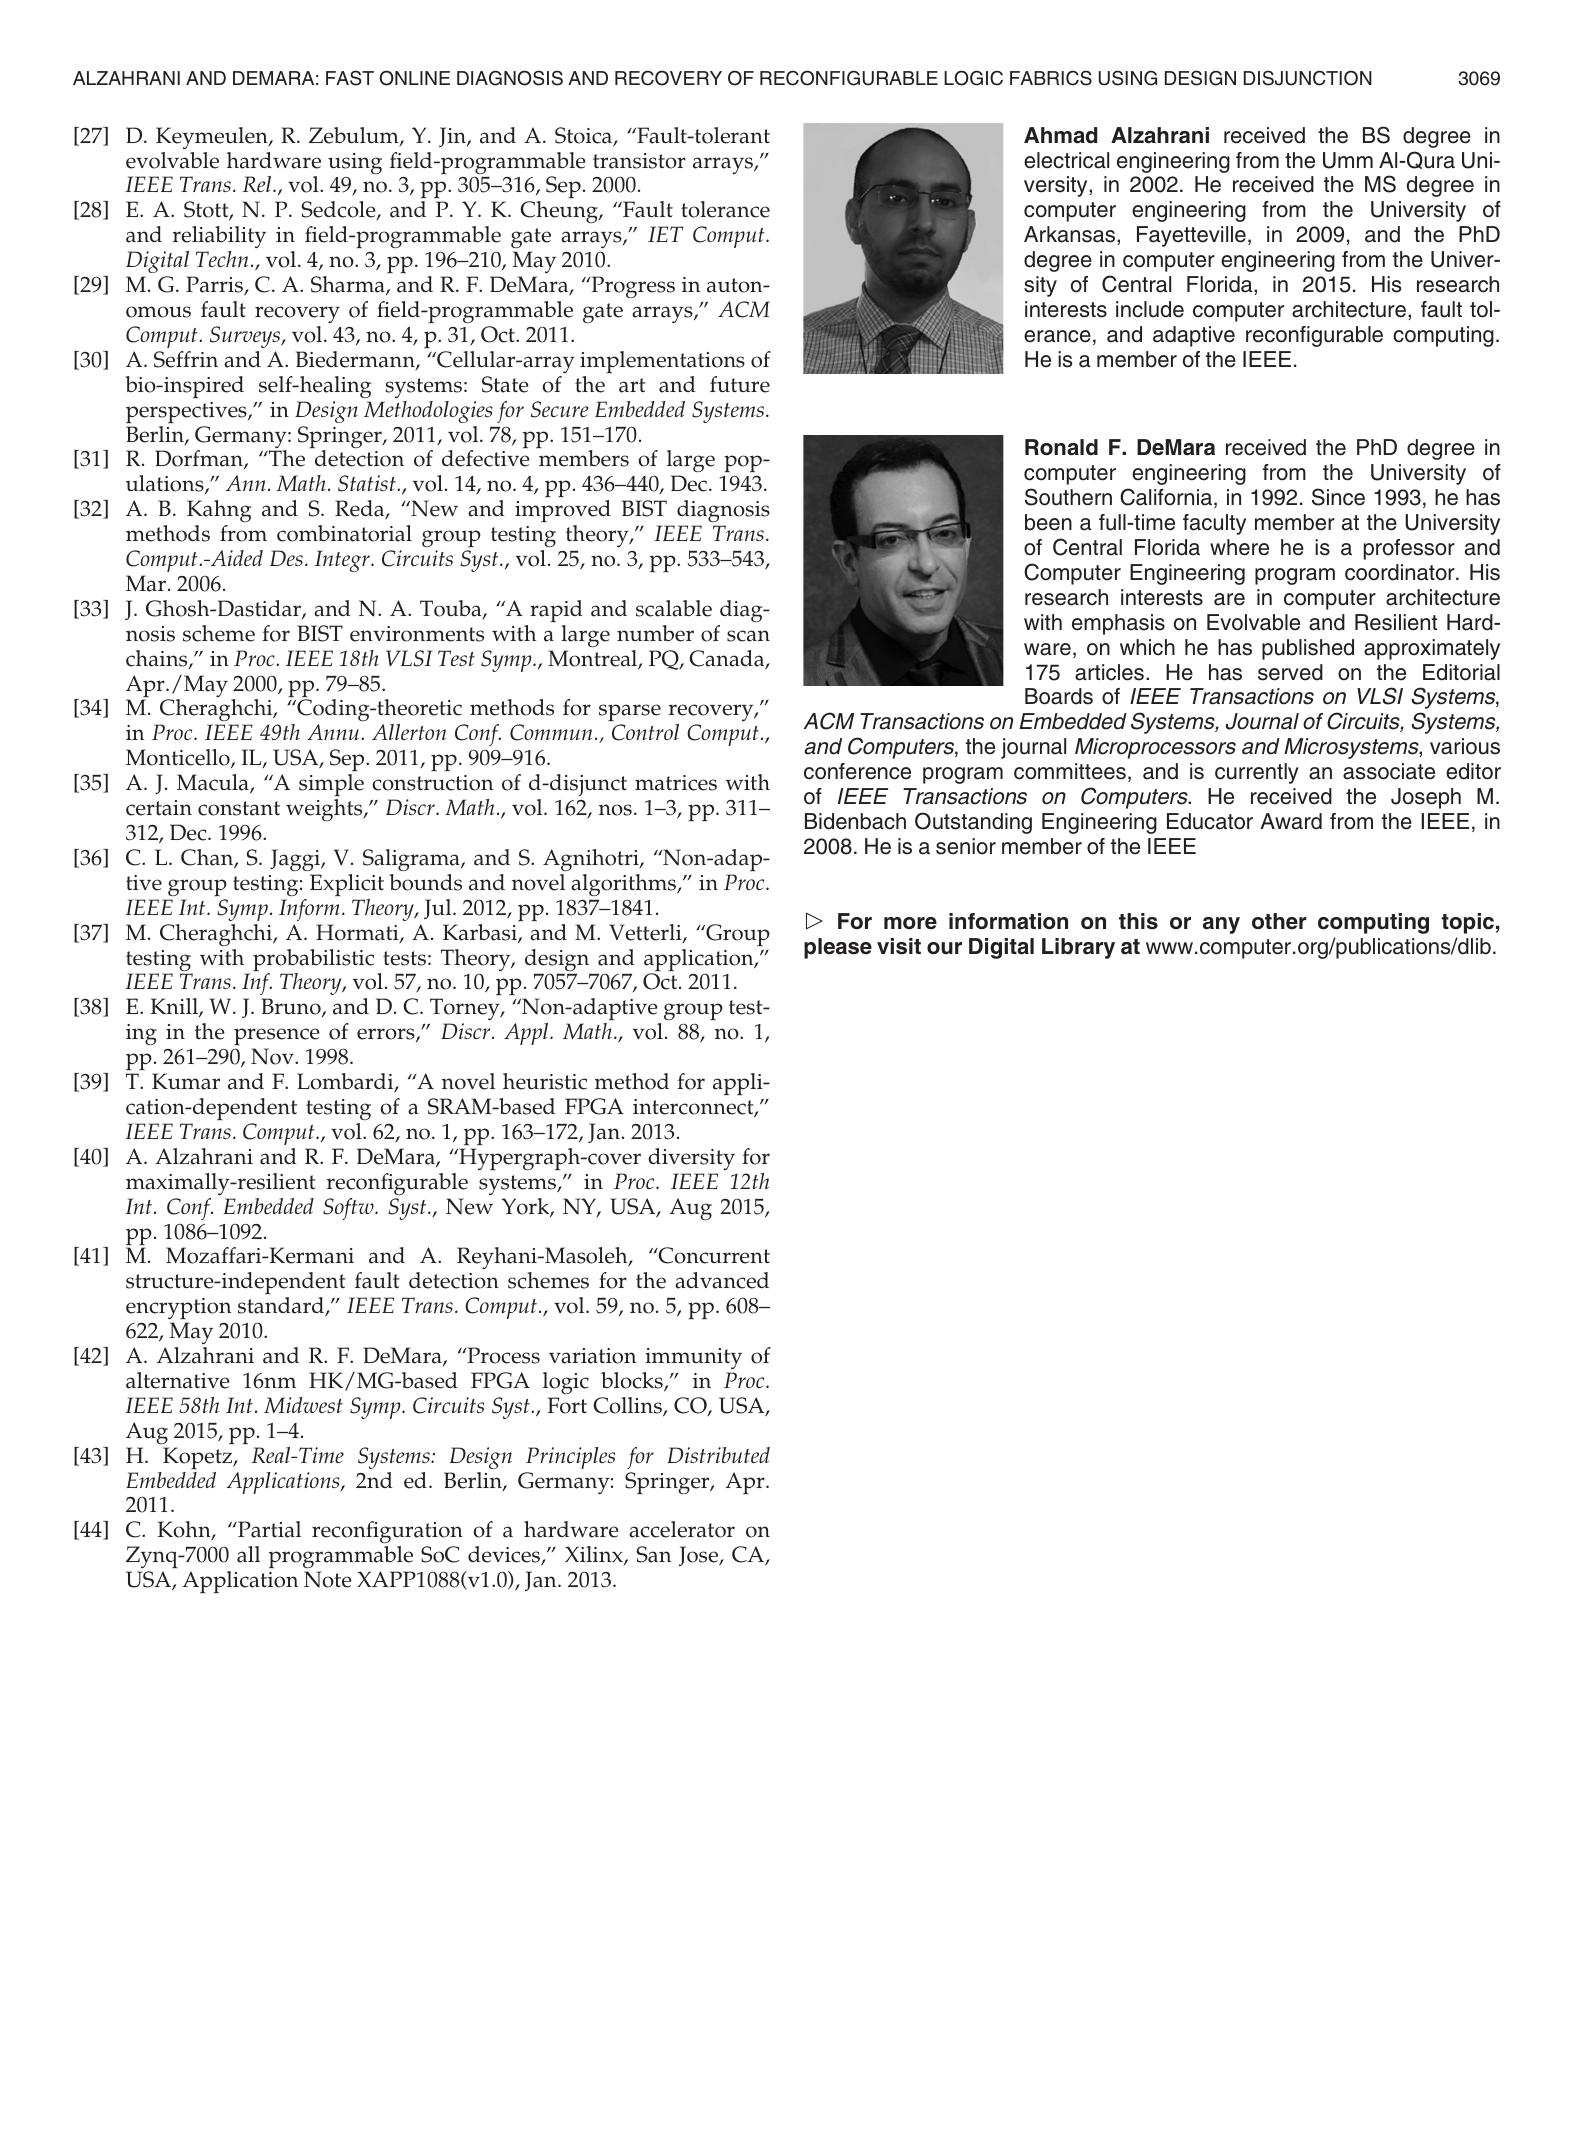 ALZAHRANI AND DEMARA: FAST ONLINE DIAGNOSIS AND RECOVERY OF RECONFIGURABLE LOGIC FABRICS USING DESIGN DISJUNCTION 3069
[27] D. Keymeulen, R. Zebulum, Y. Jin, and A. Stoica, “Fault-tolerant
evolvable hardware using field-programmable transistor arrays,”
IEEE Trans. Rel., vol. 49, no. 3, pp. 305–316, Sep. 2000.
[28] E. A. Stott, N. P. Sedcole, and P. Y. K. Cheung, “Fault tolerance
and reliability in field-programmable gate arrays,” IET Comput.
Digital Techn., vol. 4, no. 3, pp. 196–210, May 2010.
[29] M. G. Parris, C. A. Sharma, and R. F. DeMara, “Progress in auton-
omous fault recovery of field-programmable gate arrays,” ACM
Comput. Surveys, vol. 43, no. 4, p. 31, Oct. 2011.
[30] A. Seffrin and A. Biedermann, “Cellular-array implementations of
bio-inspired self-healing systems: State of the art and future
perspectives,” in Design Methodologies for Secure Embedded Systems.
Berlin, Germany: Springer, 2011, vol. 78, pp. 151–170.
[31] R. Dorfman, “The detection of defective members of large pop-
ulations,” Ann. Math. Statist., vol. 14, no. 4, pp. 436–440, Dec. 1943.
[32] A. B. Kahng and S. Reda, “New and improved BIST diagnosis
methods from combinatorial group testing theory,” IEEE Trans.
Comput.-Aided Des. Integr. Circuits Syst., vol. 25, no. 3, pp. 533–543,
Mar. 2006.
[33] J. Ghosh-Dastidar, and N. A. Touba, “A rapid and scalable diag-
nosis scheme for BIST environments with a large number of scan
chains,” in Proc. IEEE 18th VLSI Test Symp., Montreal, PQ, Canada,
Apr./May 2000, pp. 79–85.
[34] M. Cheraghchi, “Coding-theoretic methods for sparse recovery,”
in Proc. IEEE 49th Annu. Allerton Conf. Commun., Control Comput.,
Monticello, IL, USA, Sep. 2011, pp. 909–916.
[35] A. J. Macula, “A simple construction of d-disjunct matrices with
certain constant weights,” Discr. Math., vol. 162, nos. 1–3, pp. 311–
312, Dec. 1996.
[36] C. L. Chan, S. Jaggi, V. Saligrama, and S. Agnihotri, “Non-adap-
tive group testing: Explicit bounds and novel algorithms,” in Proc.
IEEE Int. Symp. Inform. Theory, Jul. 2012, pp. 1837–1841.
[37] M. Cheraghchi, A. Hormati, A. Karbasi, and M. Vetterli, “Group
testing with probabilistic tests: Theory, design and application,”
IEEE Trans. Inf. Theory, vol. 57, no. 10, pp. 7057–7067, Oct. 2011.
[38] E. Knill, W. J. Bruno, and D. C. Torney, “Non-adaptive group test-
ing in the presence of errors,” Discr. Appl. Math., vol. 88, no. 1,
pp. 261–290, Nov. 1998.
[39] T. Kumar and F. Lombardi, “A novel heuristic method for appli-
cation-dependent testing of a SRAM-based FPGA interconnect,”
IEEE Trans. Comput., vol. 62, no. 1, pp. 163–172, Jan. 2013.
[40] A. Alzahrani and R. F. DeMara, “Hypergraph-cover diversity for
maximally-resilient reconfigurable systems,” in Proc. IEEE 12th
Int. Conf. Embedded Softw. Syst., New York, NY, USA, Aug 2015,
pp. 1086–1092.
[41] M. Mozaffari-Kermani and A. Reyhani-Masoleh, “Concurrent
structure-independent fault detection schemes for the advanced
encryption standard,” IEEE Trans. Comput., vol. 59, no. 5, pp. 608–
622, May 2010.
[42] A. Alzahrani and R. F. DeMara, “Process variation immunity of
alternative 16nm HK/MG-based FPGA logic blocks,” in Proc.
IEEE 58th Int. Midwest Symp. Circuits Syst., Fort Collins, CO, USA,
Aug 2015, pp. 1–4.
[43] H. Kopetz, Real-Time Systems: Design Principles for Distributed
Embedded Applications, 2nd ed. Berlin, Germany: Springer, Apr.
2011.
[44] C. Kohn, “Partial reconfiguration of a hardware accelerator on
Zynq-7000 all programmable SoC devices,” Xilinx, San Jose, CA,
USA, Application Note XAPP1088(v1.0), Jan. 2013.
Ahmad Alzahrani received the BS degree in
electrical engineering from the Umm Al-Qura Uni-
versity, in 2002. He received the MS degree in
computer engineering from the University of
Arkansas, Fayetteville, in 2009, and the PhD
degree in computer engineering from the Univer-
sity of Central Florida, in 2015. His research
interests include computer architecture, fault tol-
erance, and adaptive reconfigurable computing.
He is a member of the IEEE.
Ronald F. DeMara received the PhD degree in
computer engineering from the University of
Southern California, in 1992. Since 1993, he has
been a full-time faculty member at the University
of Central Florida where he is a professor and
Computer Engineering program coordinator. His
research interests are in computer architecture
with emphasis on Evolvable and Resilient Hard-
ware, on which he has published approximately
175 articles. He has served on the Editorial
Boards of IEEE Transactions on VLSI Systems,
ACM Transactions on Embedded Systems, Journal of Circuits, Systems,
and Computers, the journal Microprocessors and Microsystems, various
conference program committees, and is currently an associate editor
of IEEE Transactions on Computers. He received the Joseph M.
Bidenbach Outstanding Engineering Educator Award from the IEEE, in
2008. He is a senior member of the IEEE
▷ For more information on this or any other computing topic,
please visit our Digital Library at www.computer.org/publications/dlib.